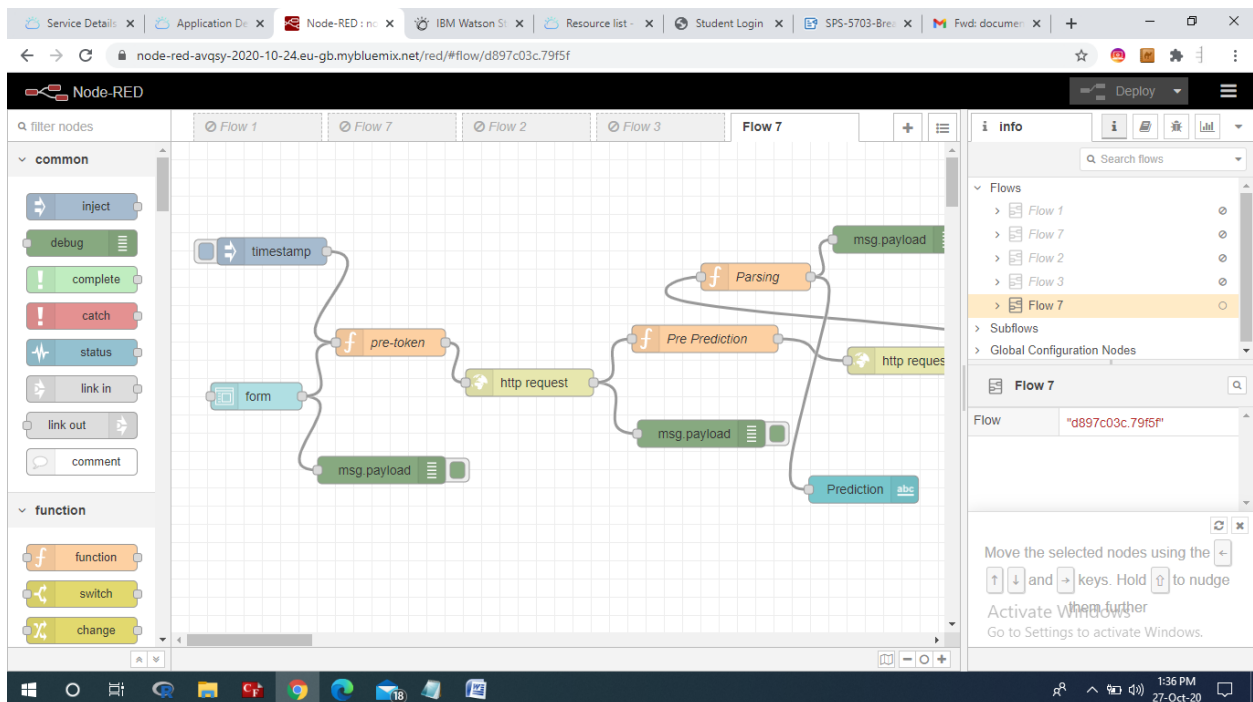 Service Details
Application De
Node-RED : no
IBM Watson St
Resource list -
Student Login
SPS-5703-Brea
Fwd: documen
node-red-avqsy-2020-10-24.eu-gb.mybluemix.net/red/#flow/d897c03c.79f5f
Node-RED
Deploy
filter nodes
Flow 1
Flow 7
Flow 2
Flow 3
Flow 7
i info
i
Search flows
common
inject
debug
complete
catch
status
link in
link out
comment
function
function
switch
change
timestamp
form
pre-token
msg.payload
http request
Pre Prediction
msg.payload
Parsing
msg.payload
http reques
Prediction
abc
Flows
Flow 1
Flow 7
Flow 2
Flow 3
Flow 7
Subflows
Global Configuration Nodes
Flow 7
Flow "d897c03c.79f5f"
Move the selected nodes using the ←
↑ ↓ and → keys. Hold ⇧ to nudge
them further
Activate Windows
Go to Settings to activate Windows.
18
1:36 PM
27-Oct-20